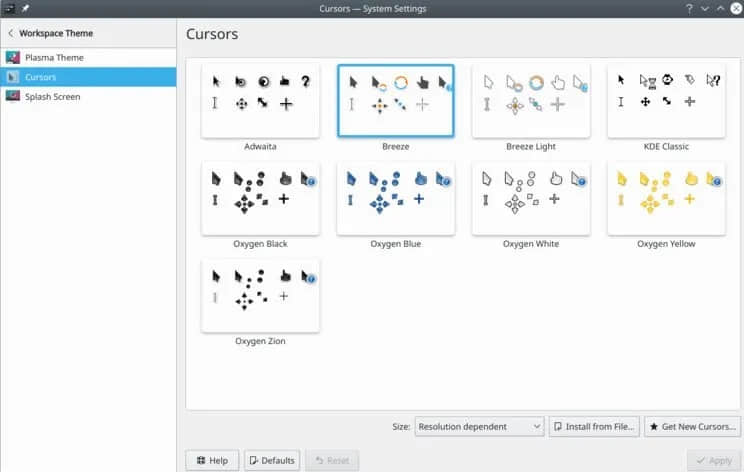 Cursors — System Settings
Workspace Theme
Plasma Theme
Cursors
Splash Screen
Cursors
Adwaita
Breeze
Breeze Light
KDE Classic
Oxygen Black
Oxygen Blue
Oxygen White
Oxygen Yellow
Oxygen Zion
Size: Resolution dependent
Install from File...
Get New Cursors...
Help
Defaults
Reset
Apply